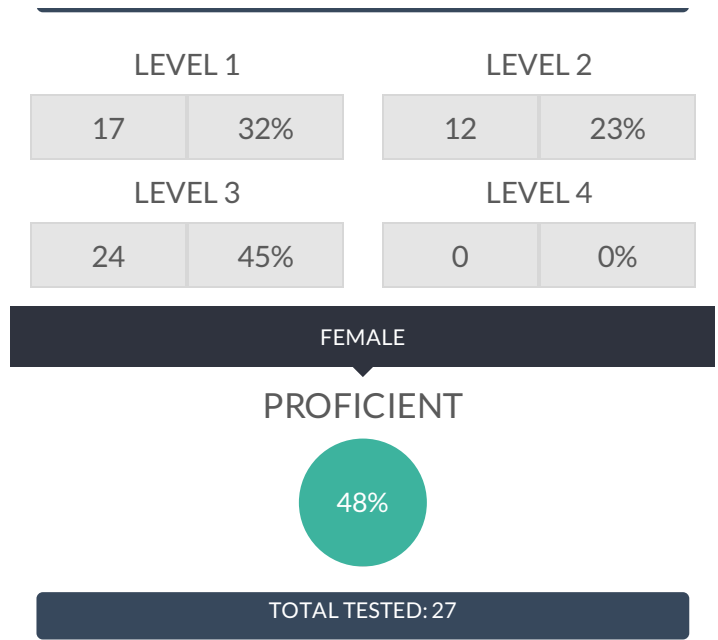 LEVEL 1 LEVEL 2
17 32% 12 23%
LEVEL 3 LEVEL 4
24 45% 0 0%
FEMALE
PROFICIENT
48%
TOTAL TESTED: 27